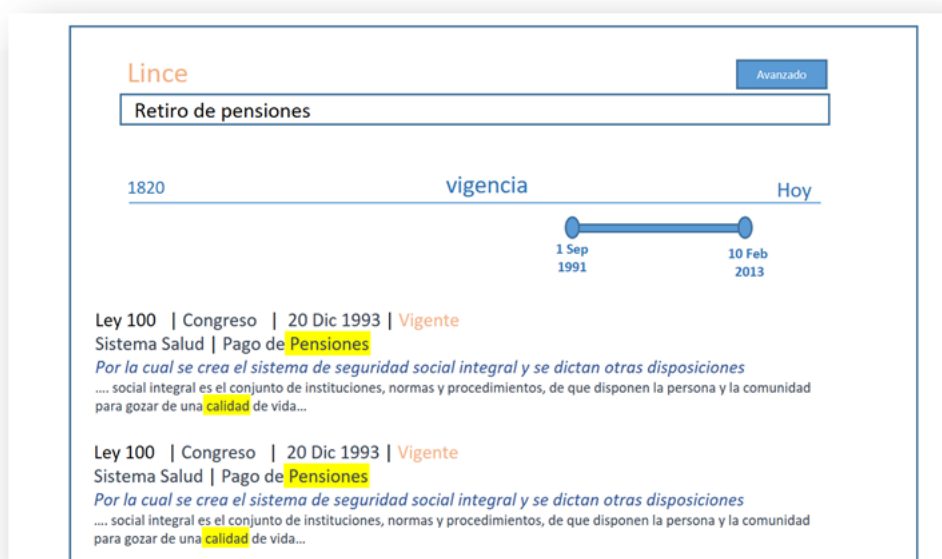 Lince
Avanzado
Retiro de pensiones
1820 vigencia Hoy
1 Sep
1991
10 Feb
2013
Ley 100 | Congreso | 20 Dic 1993 | Vigente
Sistema Salud | Pago de Pensiones
Por la cual se crea el sistema de seguridad social integral y se dictan otras disposiciones
.... social integral es el conjunto de instituciones, normas y procedimientos, de que disponen la persona y la comunidad
para gozar de una calidad de vida...
Ley 100 | Congreso | 20 Dic 1993 | Vigente
Sistema Salud | Pago de Pensiones
Por la cual se crea el sistema de seguridad social integral y se dictan otras disposiciones
.... social integral es el conjunto de instituciones, normas y procedimientos, de que disponen la persona y la comunidad
para gozar de una calidad de vida...